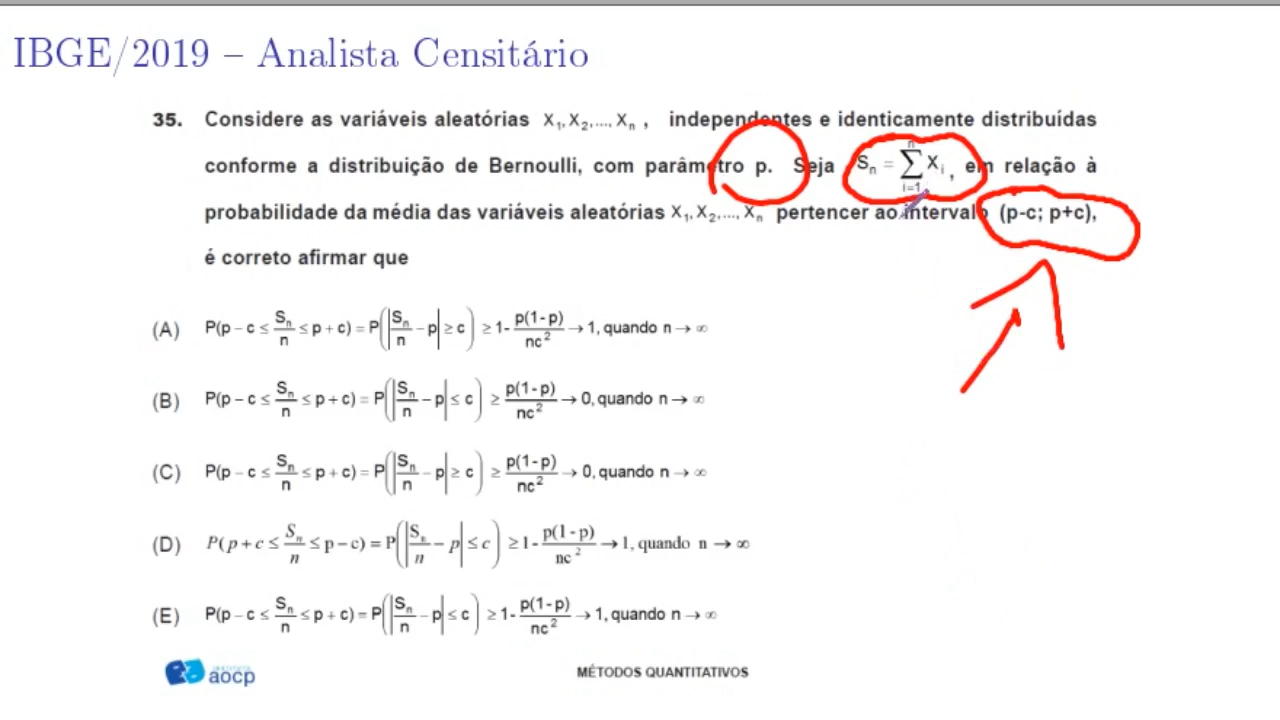 IBGE/2019 – Analista Censitário
35. Considere as variáveis aleatórias X₁, X₂,..., Xₙ , independentes e identicamente distribuídas
conforme a distribuição de Bernoulli, com parâmetro p. Seja Sₙ = ∑ᵢ₌₁ⁿ Xᵢ , em relação à
probabilidade da média das variáveis aleatórias X₁, X₂,..., Xₙ pertencer ao intervalo (p-c; p+c),
é correto afirmar que
(A) P(p – c ≤ Sₙ/n ≤ p + c) = P(|Sₙ/n – p| ≥ c) ≥ 1- p(1-p)/nc² → 1, quando n → ∞
(B) P(p – c ≤ Sₙ/n ≤ p + c) = P(|Sₙ/n – p| ≤ c) ≥ p(1-p)/nc² → 0, quando n → ∞
(C) P(p – c ≤ Sₙ/n ≤ p + c) = P(|Sₙ/n – p| ≥ c) ≥ p(1-p)/nc² → 0, quando n → ∞
(D) P(p + c ≤ Sₙ/n ≤ p – c) = P(|Sₙ/n – p| ≤ c) ≥ 1- p(1-p)/nc² → 1, quando n → ∞
(E) P(p – c ≤ Sₙ/n ≤ p + c) = P(|Sₙ/n – p| ≤ c) ≥ 1- p(1-p)/nc² → 1, quando n → ∞
INSTITUTO
aocp
MÉTODOS QUANTITATIVOS